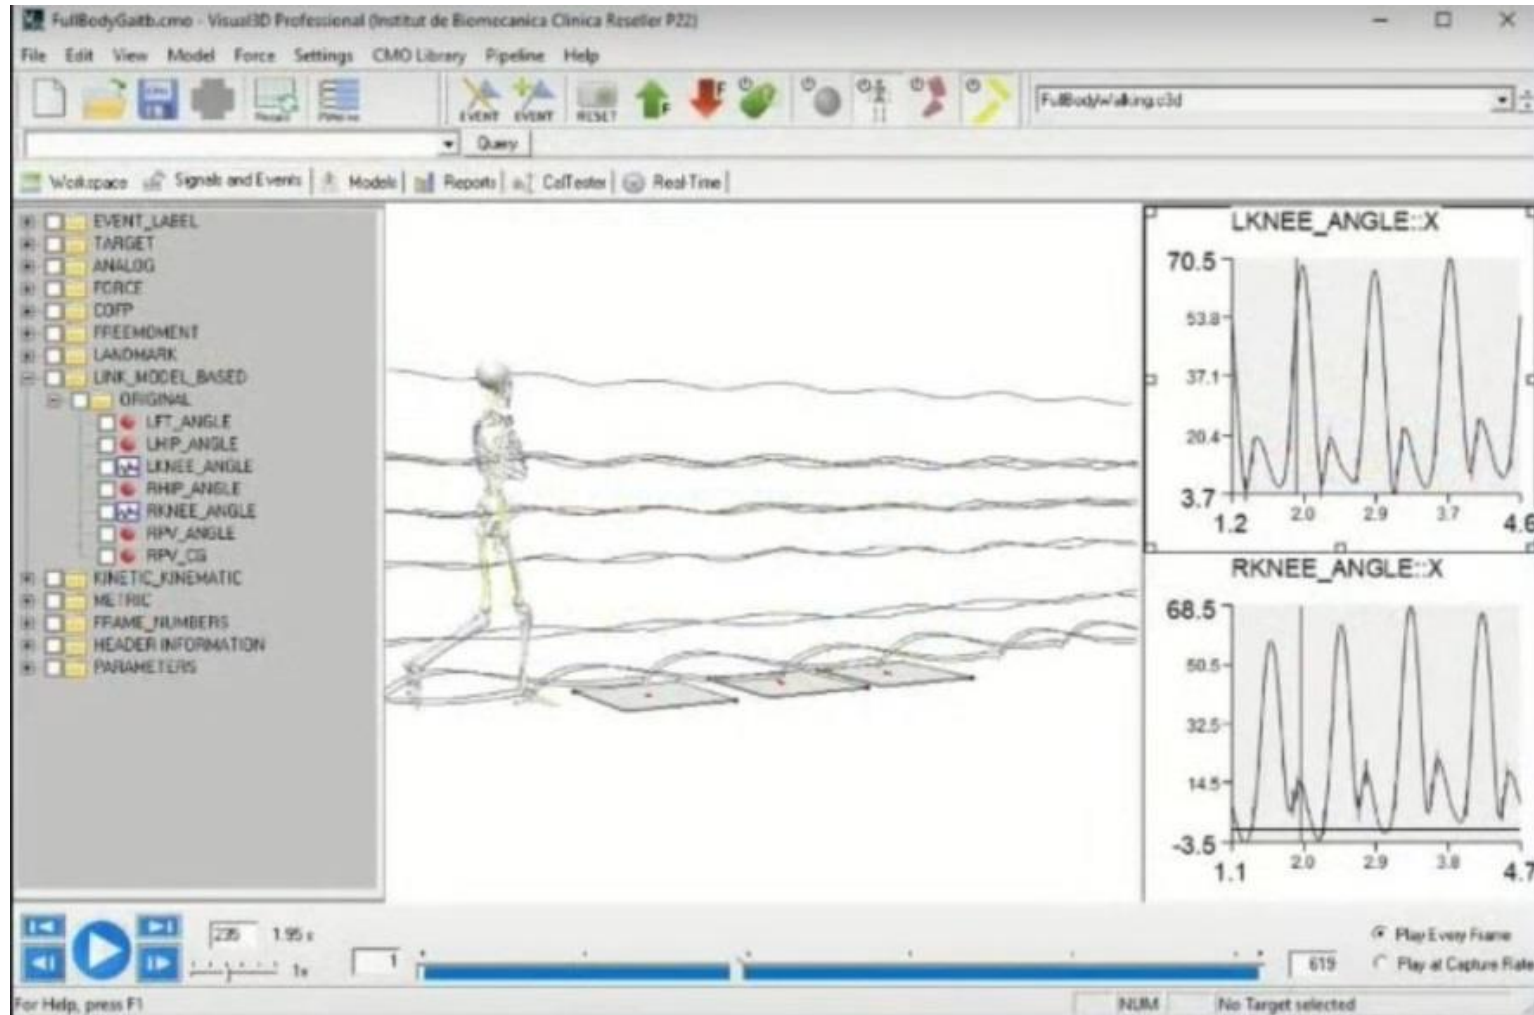 FullBodyGaitb.cmo - Visual3D Professional (Institut de Biomecanica Clinica Reseller P22)
File Edit View Model Force Settings CMO Library Pipeline Help
EVENT EVENT RESET F F FullBodyWalking.c3d
Query
Workspace Signals and Events Models Reports CalTester Real-Time
EVENT_LABEL
TARGET
ANALOG
FORCE
COFP
FREEMOMENT
LANDMARK
LINK_MODEL_BASED
ORIGINAL
LFT_ANGLE
LHIP_ANGLE
LKNEE_ANGLE
RHIP_ANGLE
RKNEE_ANGLE
RPV_ANGLE
RPV_CG
KINETIC_KINEMATIC
METRIC
FRAME_NUMBERS
HEADER INFORMATION
PARAMETERS
LKNEE_ANGLE::X
70.5
53.8
37.1
20.4
3.7
1.2 2.0 2.9 3.7 4.6
RKNEE_ANGLE::X
68.5
50.5
32.5
14.5
-3.5
1.1 2.0 2.9 3.8 4.7
235 1.95 s
1x
1
619
Play Every Frame
Play at Capture Rate
For Help, press F1
NUM
No Target selected